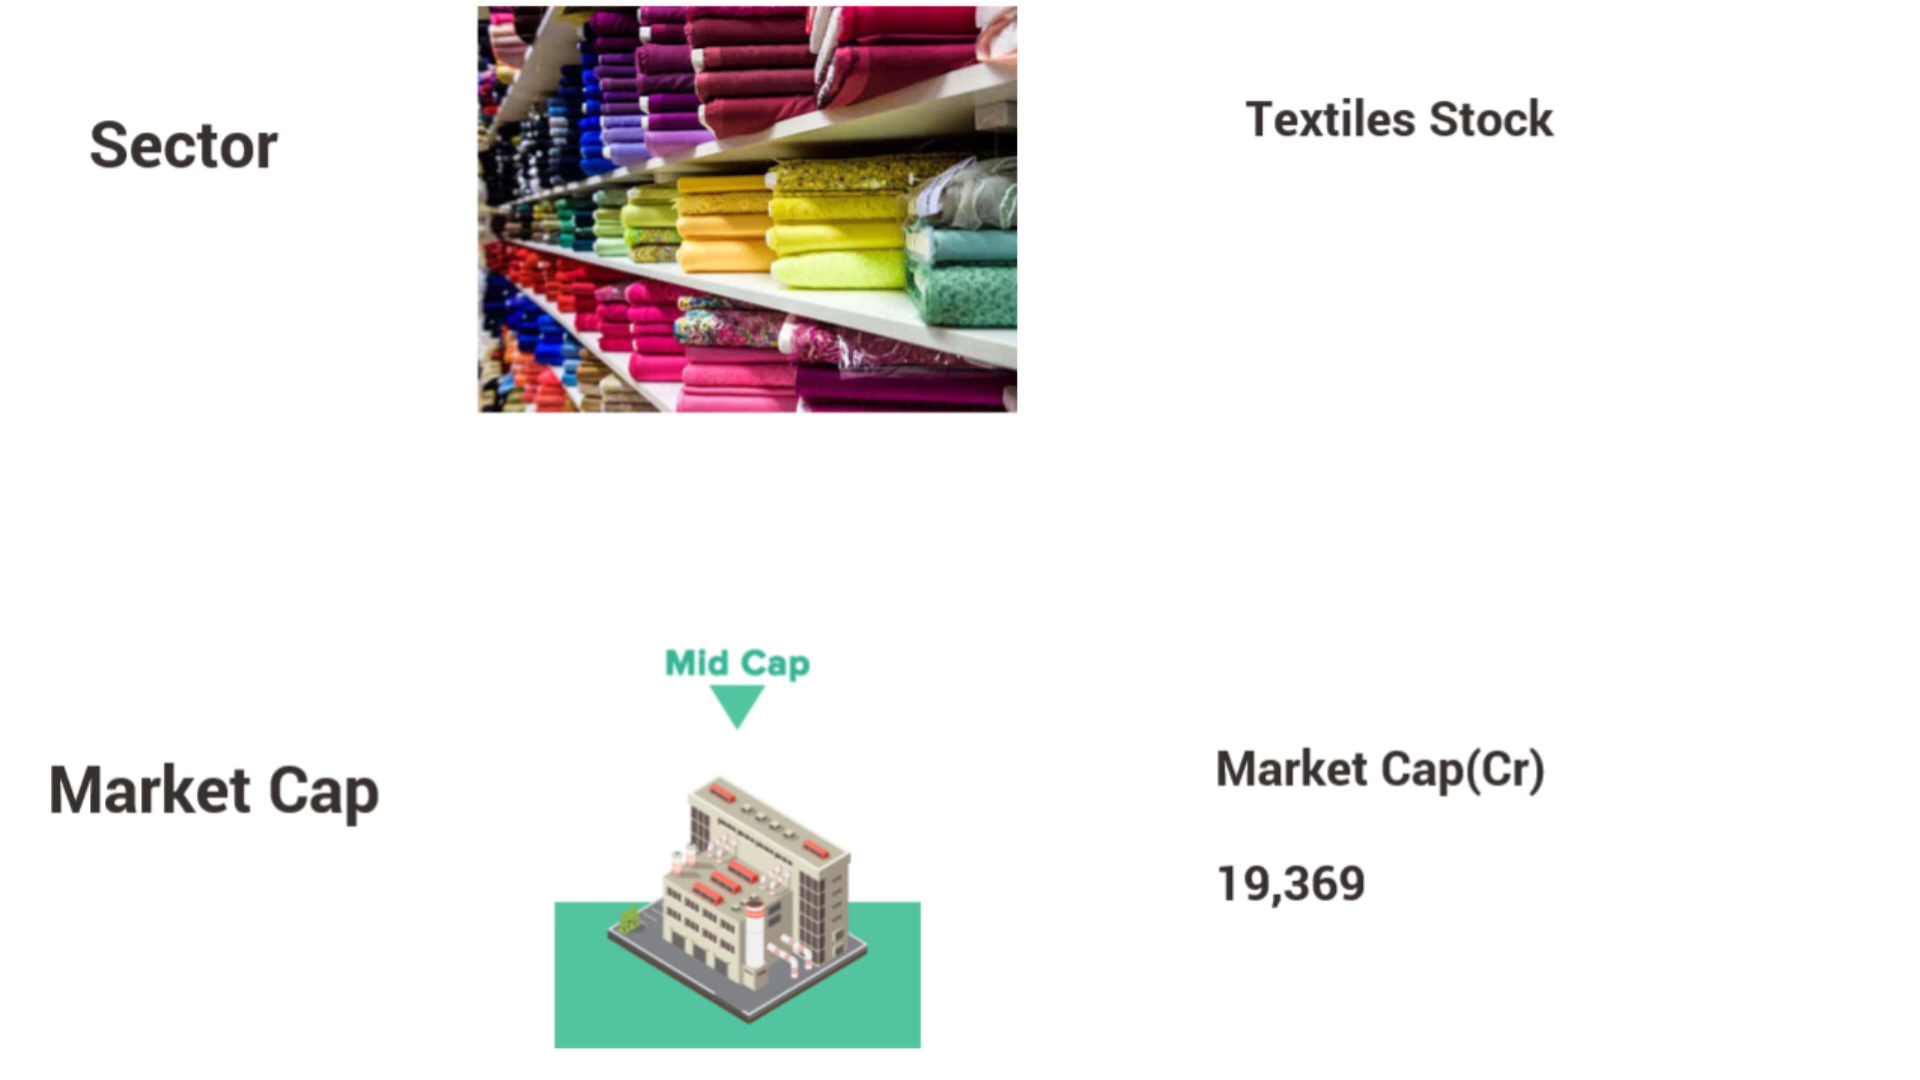 Sector
Textiles Stock
Mid Cap
Market Cap
Market Cap(Cr)
19,369